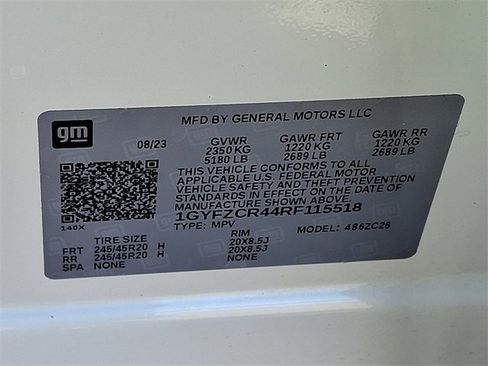 gm
MFD BY GENERAL MOTORS LLC
08/23 GVWR GAWR FRT GAWR RR
2350 KG 1220 KG 1220 KG
5180 LB 2689 LB 2689 LB
THIS VEHICLE CONFORMS TO ALL
APPLICABLE U.S. FEDERAL MOTOR
VEHICLE SAFETY AND THEFT PREVENTION
STANDARDS IN EFFECT ON THE DATE OF
MANUFACTURE SHOWN ABOVE.
1GYFZCR44RF115518
140X TYPE: MPV MODEL: 486ZC26
TIRE SIZE RIM
FRT 245/45R20 H 20X8.5J
RR 245/45R20 H 20X8.5J
SPA NONE NONE